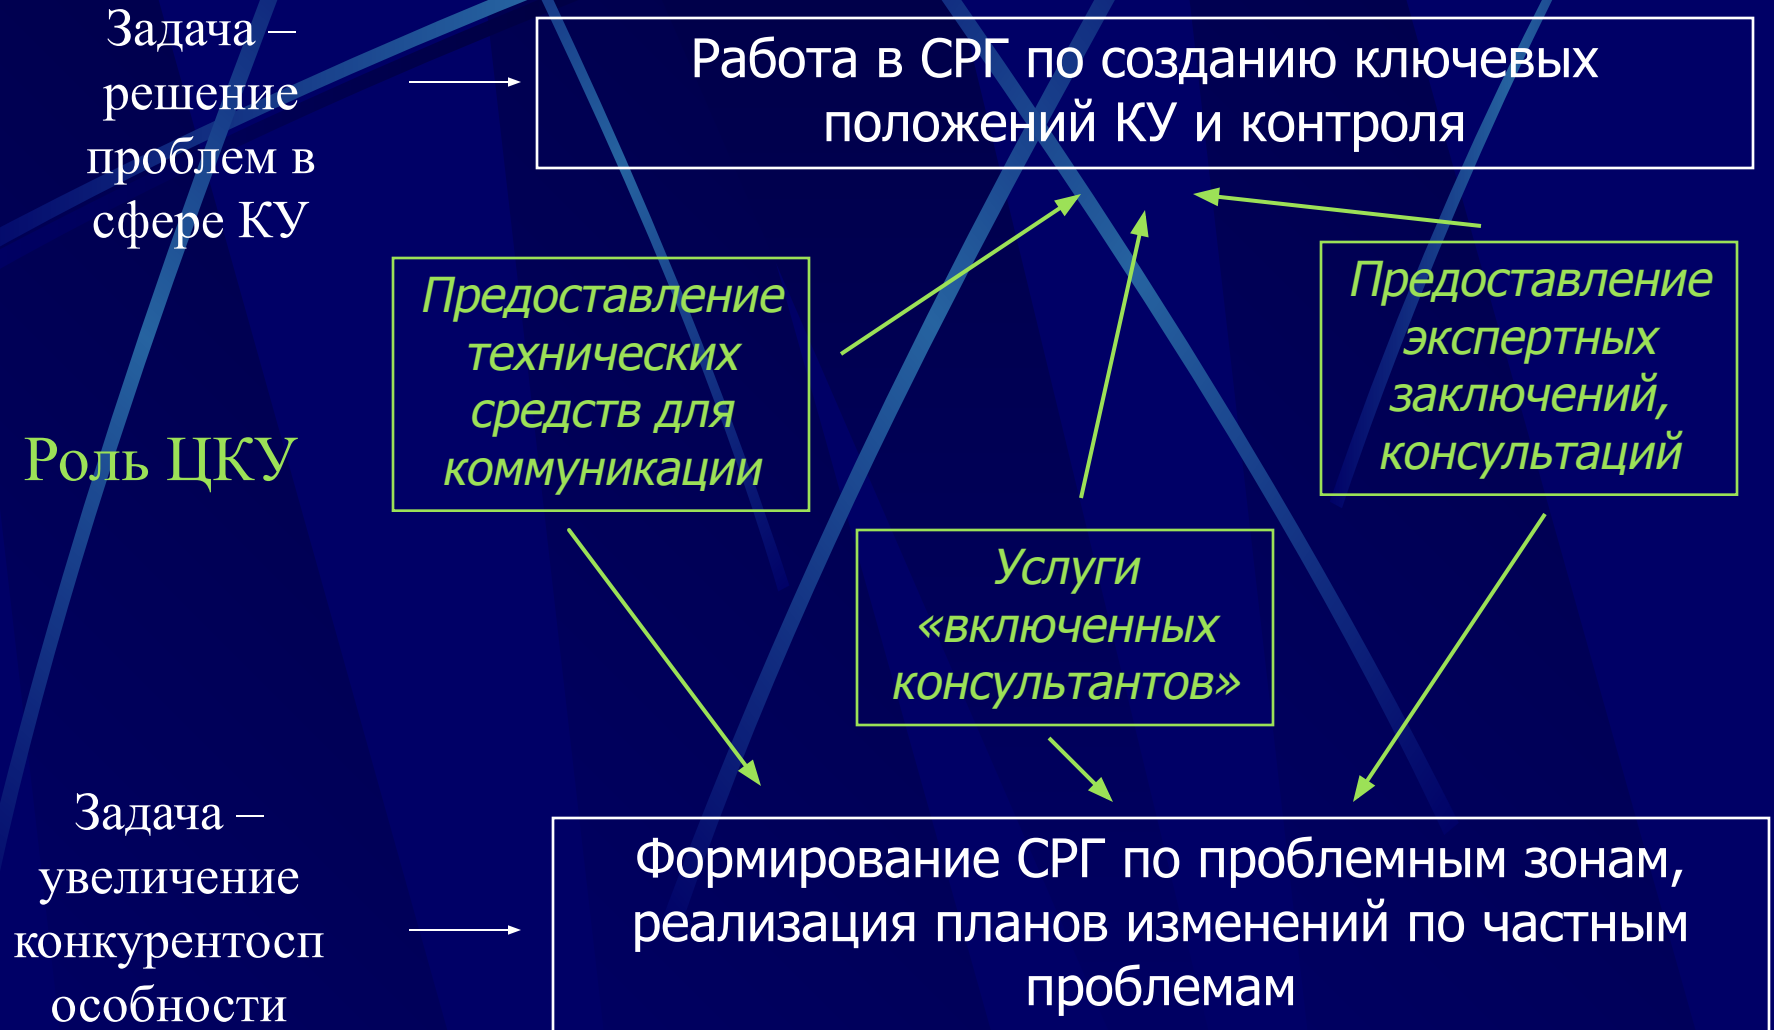 Задача –
решение
проблем в
сфере КУ
Работа в СРГ по созданию ключевых
положений КУ и контроля
Предоставление
технических
средств для
коммуникации
Предоставление
экспертных
заключений,
консультаций
Роль ЦКУ
Услуги
«включенных
консультантов»
Задача –
увеличение
конкурентосп
особности
Формирование СРГ по проблемным зонам,
реализация планов изменений по частным
проблемам